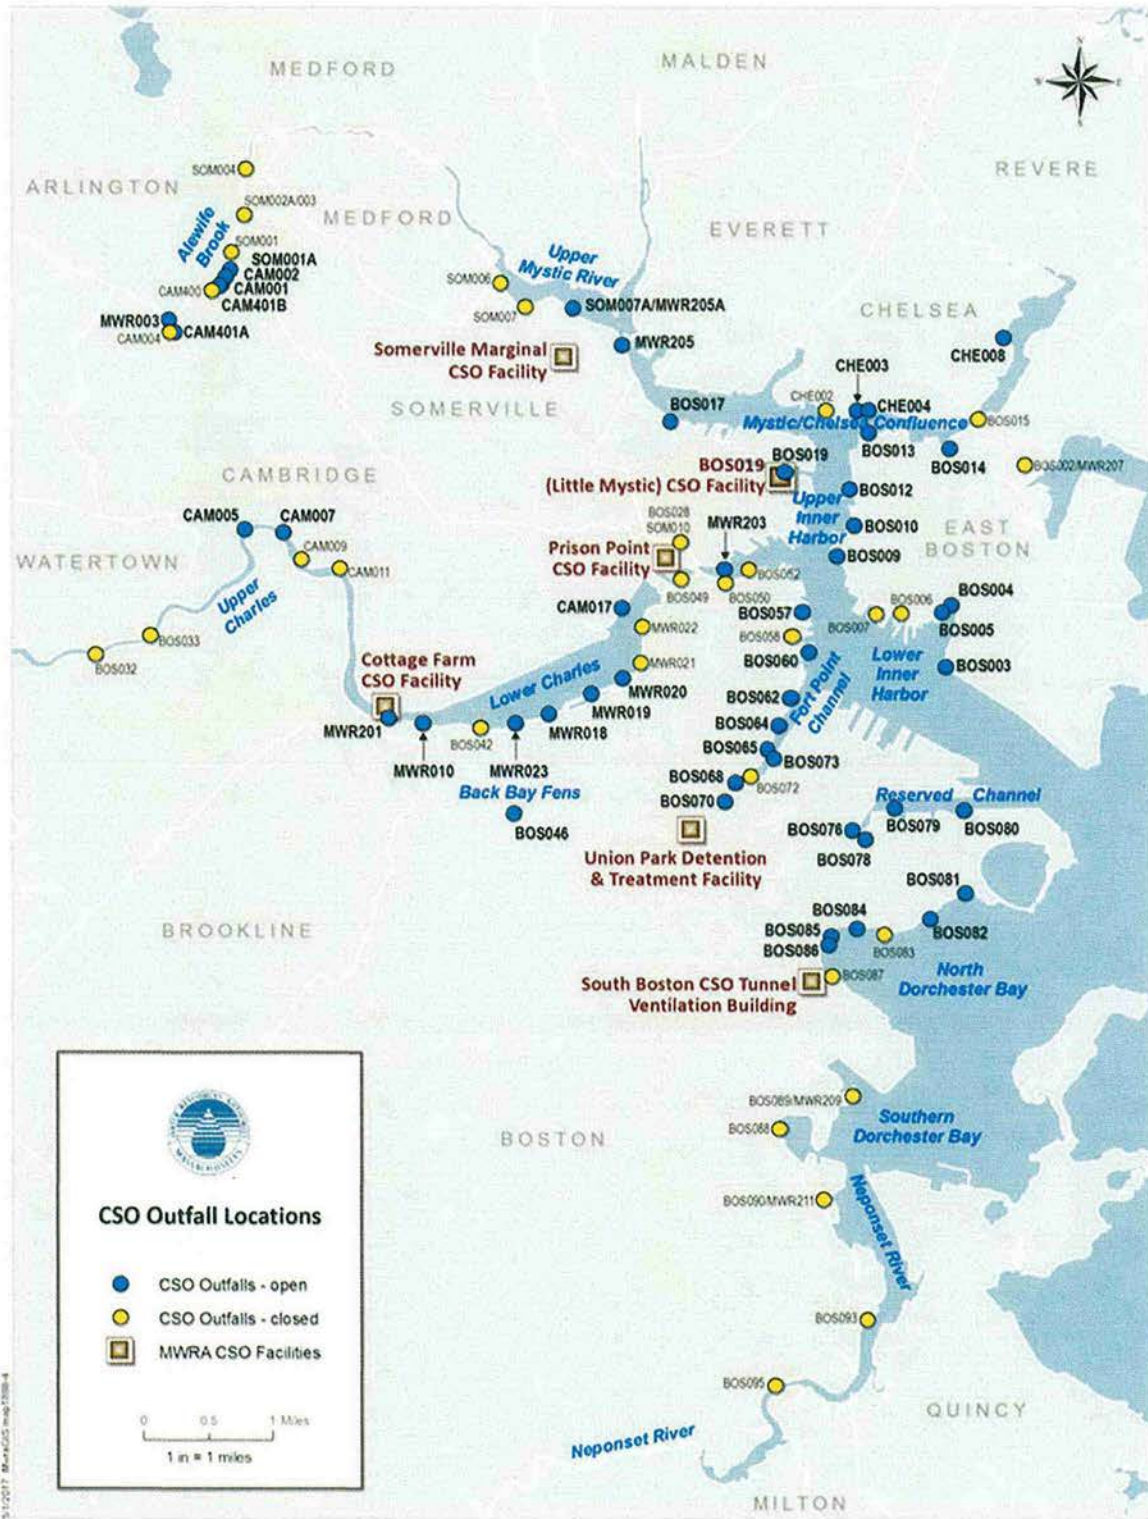 MEDFORD
MALDEN
N
W
E
S
SOM004
ARLINGTON
REVERE
SOM002A/003
MEDFORD
EVERETT
Alewife
Brook
SOM001
SOM001A
CAM002
CAM001
CAM400
CAM401B
MWR003
CAM004
CAM401A
Upper
Mystic River
SOM006
SOM007
SOM007A/MWR205A
MWR205
Somerville Marginal
CSO Facility
CHELSEA
CHE008
CHE003
CHE002
CHE004
SOMERVILLE
BOS017
Mystic/Chelsea Confluence
BOS015
BOS013
BOS014
BOS019
BOS019
(Little Mystic) CSO Facility
BOS002/MWR207
CAMBRIDGE
BOS012
Upper
Inner
Harbor
BOS028
SOM010
MWR203
BOS010
EAST
BOSTON
CAM005
CAM007
CAM009
CAM011
WATERTOWN
Prison Point
CSO Facility
BOS009
BOS052
BOS049
BOS050
Upper
Charles
CAM017
BOS057
BOS006
BOS004
BOS007
BOS005
MWR022
BOS058
BOS033
BOS032
BOS060
Lower
Inner
Harbor
BOS003
Cottage Farm
CSO Facility
MWR021
Lower Charles
MWR020
Fort Point
Channel
BOS062
MWR019
BOS064
MWR201
MWR018
BOS042
BOS065
BOS073
MWR010
MWR023
BOS068
BOS072
Back Bay Fens
BOS070
Reserved Channel
BOS046
BOS079
BOS080
BOS076
BOS078
Union Park Detention
& Treatment Facility
BOS081
BROOKLINE
BOS084
BOS085
BOS086
BOS083
BOS082
South Boston CSO Tunnel
Ventilation Building
BOS087
North
Dorchester Bay
BOS089/MWR209
BOS088
Southern
Dorchester Bay
BOSTON
BOS090/MWR211
Neponset River
BOS093
BOS095
QUINCY
Neponset River
MILTON
CSO Outfall Locations
CSO Outfalls - open
CSO Outfalls - closed
MWRA CSO Facilities
0 0.5 1 Miles
1 in = 1 miles